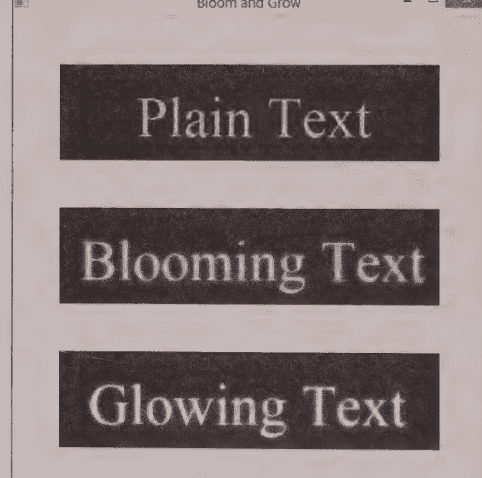 Bloom and Grow
Plain Text
Blooming Text
Glowing Text